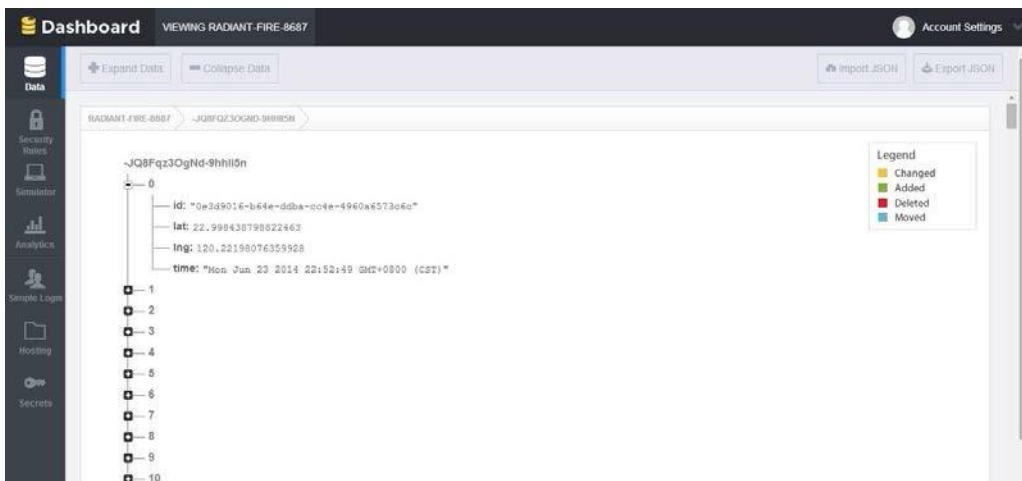 Dashboard VIEWING RADIANT-FIRE-8687 Account Settings
Data
Expand Data Collapse Data Import JSON Export JSON
Security Rules
RADIANT-FIRE-8687 -JQ8FQZ3OGND-9HHII5N
-JQ8Fqz3OgNd-9hhIi5n
Simulator
Analytics
Simple Login
Hosting
Secrets
0
id: "0e3d9016-b64e-ddba-cc4e-4960a6573c6c"
lat: 22.998438798822463
lng: 120.22198076359928
time: "Mon Jun 23 2014 22:52:49 GMT+0800 (CST)"
1
2
3
4
5
6
7
8
9
10
Legend
Changed
Added
Deleted
Moved